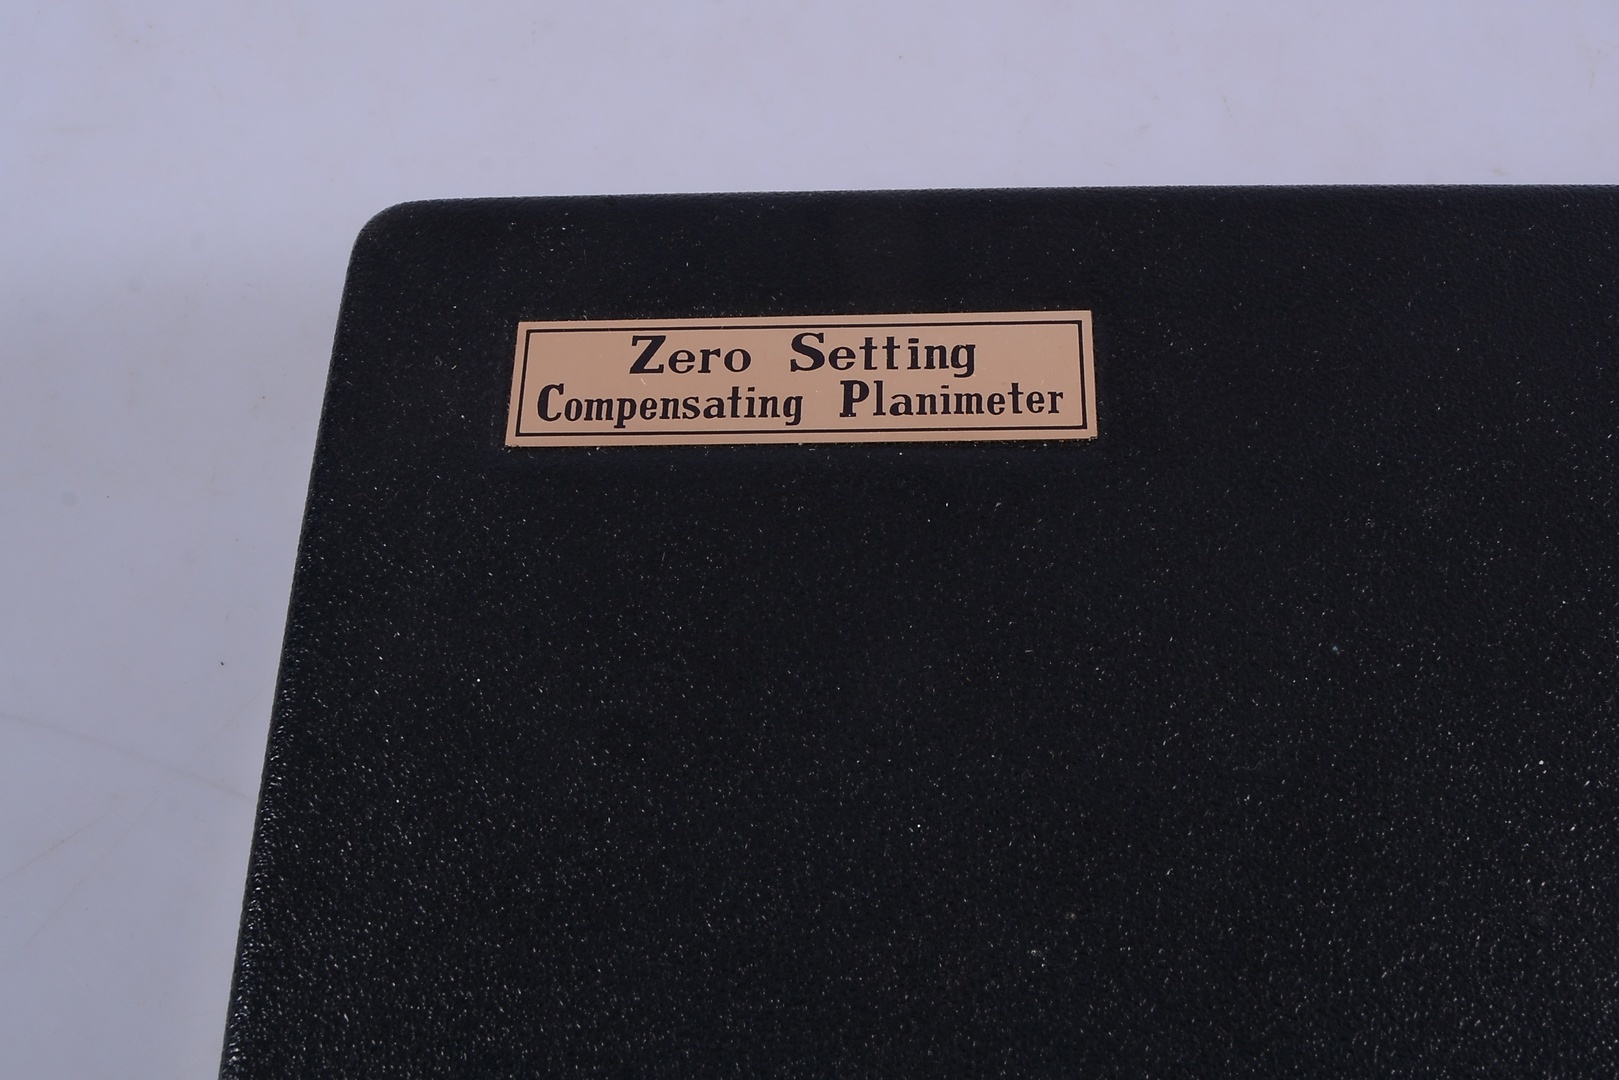 Zero Setting
Compensating Planimeter